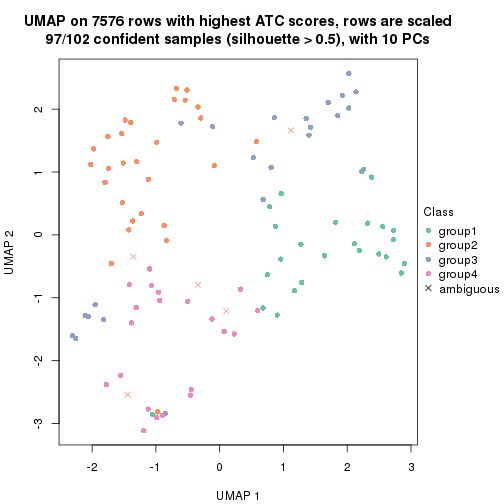 UMAP on 7576 rows with highest ATC scores, rows are scaled
97/102 confident samples (silhouette > 0.5), with 10 PCs
2
1
0
-1
-2
-3
UMAP 2
-2
-1
0
1
2
3
UMAP 1
Class
group1
group2
group3
group4
ambiguous